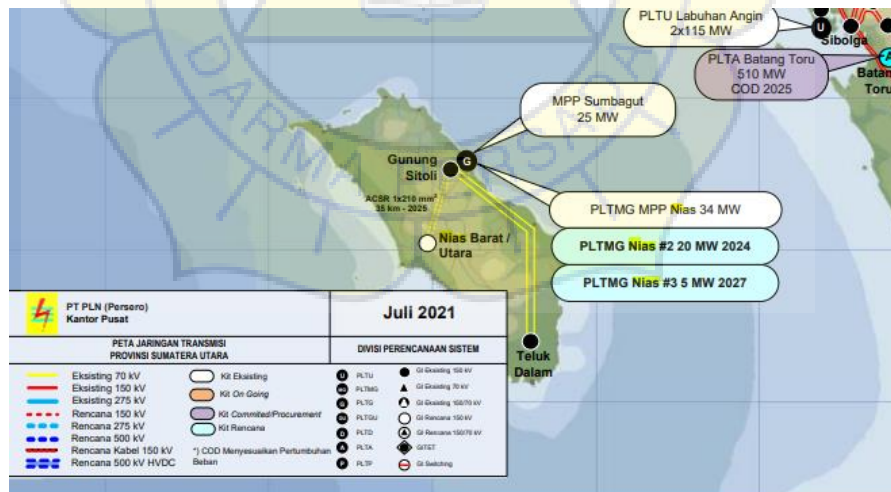 DARMA PERSADA
PLTU Labuhan Angin
2x115 MW
U
Sibolga
PLTA Batang Toru
510 MW
COD 2025
A
Batan
Toru
MPP Sumbagut
25 MW
Gunung
Sitoli
G
ACSR 1x210 mm²
35 km - 2025
Nias Barat /
Utara
PLTMG MPP Nias 34 MW
PLTMG Nias #2 20 MW 2024
PLTMG Nias #3 5 MW 2027
Teluk
Dalam
PT PLN (Persero)
Kantor Pusat
Juli 2021
PETA JARINGAN TRANSMISI
PROVINSI SUMATERA UTARA
DIVISI PERENCANAAN SISTEM
Eksisting 70 kV
Eksisting 150 kV
Eksisting 275 kV
Rencana 150 kV
Rencana 275 kV
Rencana 500 kV
Rencana Kabel 150 kV
Rencana 500 kV HVDC
Kit Eksisting
Kit On Going
Kit Commited/Procurement
Kit Rencana
*) COD Menyesuaikan Pertumbuhan
Beban
U PLTU
MG PLTMG
G PLTG
GU PLTGU
D PLTD
A PLTA
P PLTP
GI Eksisting 150 kV
GI Eksisting 70 kV
GI Eksisting 150/70 kV
GI Rencana 150 kV
GI Rencana 150/70 kV
GITET
GI Switching